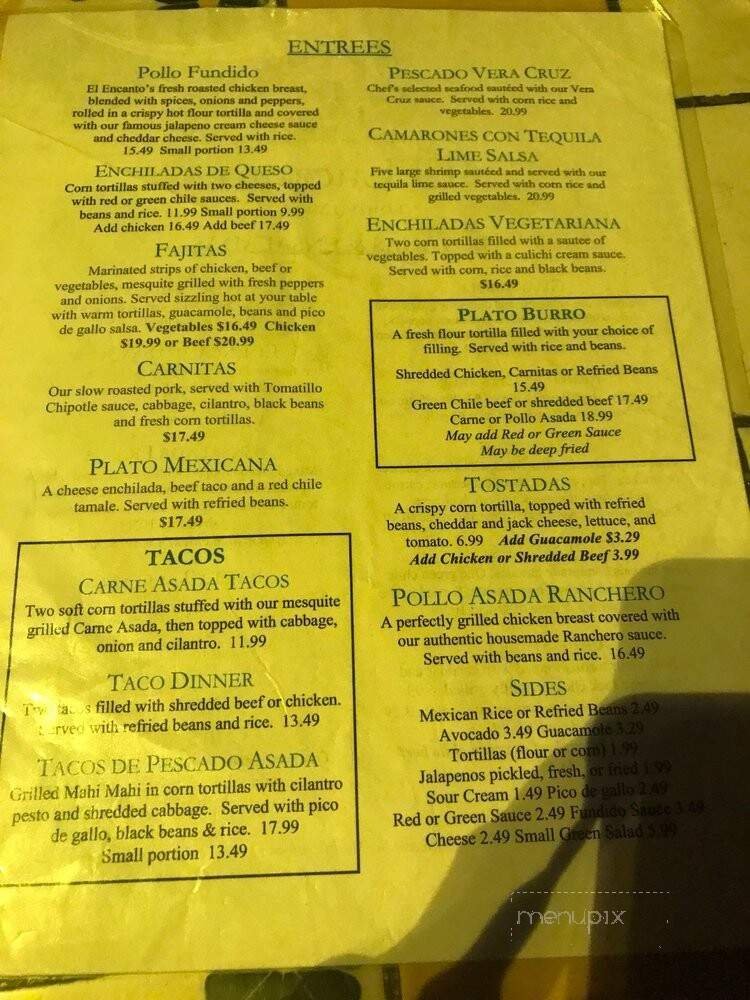 ENTREES
Pollo Fundido
El Encanto's fresh roasted chicken breast,
blended with spices, onions and peppers,
rolled in a crispy hot flour tortilla and covered
with our famous jalapeno cream cheese sauce
and cheddar cheese. Served with rice.
15.49 Small portion 13.49
ENCHILADAS DE QUESO
Corn tortillas stuffed with two cheeses, topped
with red or green chile sauces. Served with
beans and rice. 11.99 Small portion 9.99
Add chicken 16.49 Add beef 17.49
FAJITAS
Marinated strips of chicken, beef or
vegetables, mesquite grilled with fresh peppers
and onions. Served sizzling hot at your table
with warm tortillas, guacamole, beans and pico
de gallo salsa. Vegetables $16.49 Chicken
$19.99 or Beef $20.99
CARNITAS
Our slow roasted pork, served with Tomatillo
Chipotle sauce, cabbage, cilantro, black beans
and fresh corn tortillas.
$17.49
PLATO MEXICANA
A cheese enchilada, beef taco and a red chile
tamale. Served with refried beans.
$17.49
TACOS
CARNE ASADA TACOS
Two soft corn tortillas stuffed with our mesquite
grilled Carne Asada, then topped with cabbage,
onion and cilantro. 11.99
TACO DINNER
Two tacos filled with shredded beef or chicken.
Served with refried beans and rice. 13.49
TACOS DE PESCADO ASADA
Grilled Mahi Mahi in corn tortillas with cilantro
pesto and shredded cabbage. Served with pico
de gallo, black beans & rice. 17.99
Small portion 13.49
PESCADO VERA CRUZ
Chef's selected seafood sautéed with our Vera
Cruz sauce. Served with corn rice and
vegetables. 20.99
CAMARONES CON TEQUILA
LIME SALSA
Five large shrimp sautéed and served with our
tequila lime sauce. Served with corn rice and
grilled vegetables. 20.99
ENCHILADAS VEGETARIANA
Two corn tortillas filled with a sautee of
vegetables. Topped with a culichi cream sauce.
Served with corn, rice and black beans.
$16.49
PLATO BURRO
A fresh flour tortilla filled with your choice of
filling. Served with rice and beans.
Shredded Chicken, Carnitas or Refried Beans
15.49
Green Chile beef or shredded beef 17.49
Carne or Pollo Asada 18.99
May add Red or Green Sauce
May be deep fried
TOSTADAS
A crispy corn tortilla, topped with refried
beans, cheddar and jack cheese, lettuce, and
tomato. 6.99 Add Guacamole $3.29
Add Chicken or Shredded Beef 3.99
POLLO ASADA RANCHERO
A perfectly grilled chicken breast covered with
our authentic housemade Ranchero sauce.
Served with beans and rice. 16.49
SIDES
Mexican Rice or Refried Beans 2.49
Avocado 3.49 Guacamole 3.29
Tortillas (flour or corn) 1.99
Jalapenos pickled, fresh, or fried 1.99
Sour Cream 1.49 Pico de gallo 2.49
Red or Green Sauce 2.49 Fundido Sauce 3.49
Cheese 2.49 Small Green Salad 5.99
menupix